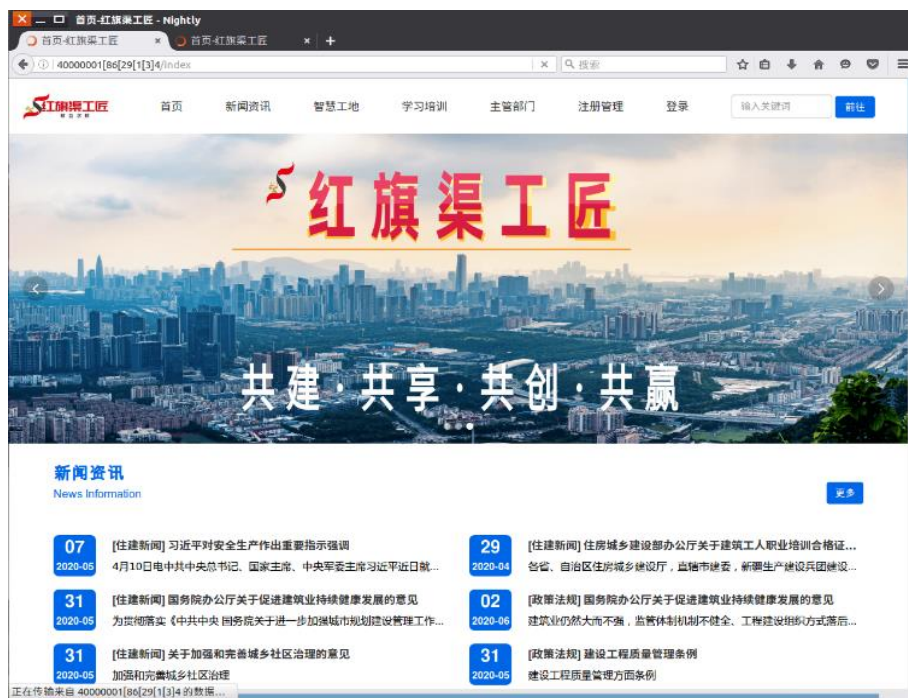 首页-红旗渠工匠 - Nightly
首页-红旗渠工匠 × 首页-红旗渠工匠 × +
40000001[86[29[1[3]4/index × 搜索
红旗渠工匠 首页 新闻资讯 智慧工地 学习培训 主管部门 注册管理 登录 输入关键词 前往
红旗渠工匠
共建·共享·共创·共赢
新闻资讯
News Information
更多
07 [住建新闻] 习近平对安全生产作出重要指示强调
2020-05 4月10日电中共中央总书记、国家主席、中央军委主席习近平近日就...
29 [住建新闻] 住房城乡建设部办公厅关于建筑工人职业培训合格证...
2020-04 各省、自治区住房城乡建设厅，直辖市建委，新疆生产建设兵团建设...
31 [住建新闻] 国务院办公厅关于促进建筑业持续健康发展的意见
2020-05 为贯彻落实《中共中央 国务院关于进一步加强城市规划建设管理工作...
02 [政策法规] 国务院办公厅关于促进建筑业持续健康发展的意见
2020-06 建筑业仍然大而不强，监管体制机制不健全、工程建设组织方式落后...
31 [住建新闻] 关于加强和完善城乡社区治理的意见
2020-05 加强和完善城乡社区治理
31 [政策法规] 建设工程质量管理条例
2020-05 建设工程质量管理方面条例
正在传输来自 40000001[86[29[1[3]4 的数据...